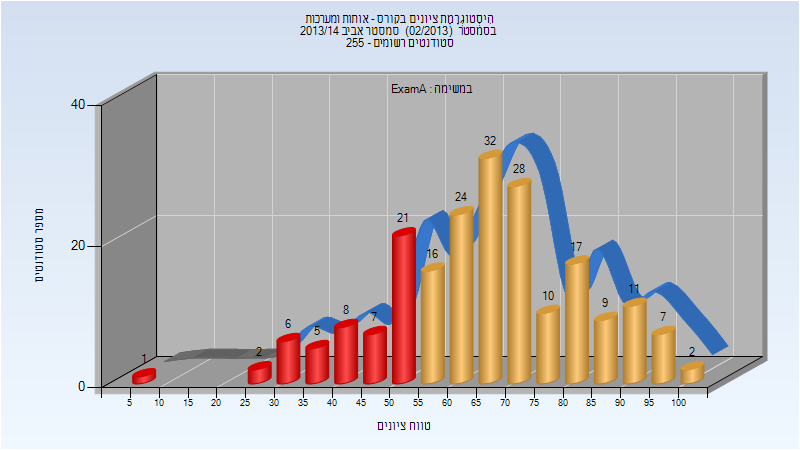 היסטוגרמת ציונים בקורס - אותות ומערכות
בסמסטר (02/2013) סמסטר אביב 2013/14
סטודנטים רשומים - 255
במשימה : ExamA
מספר סטודנטים
40
20
0
1
2
6
5
8
7
21
16
24
32
28
10
17
9
11
7
2
5 10 15 20 25 30 35 40 45 50 55 60 65 70 75 80 85 90 95 100
טווח ציונים